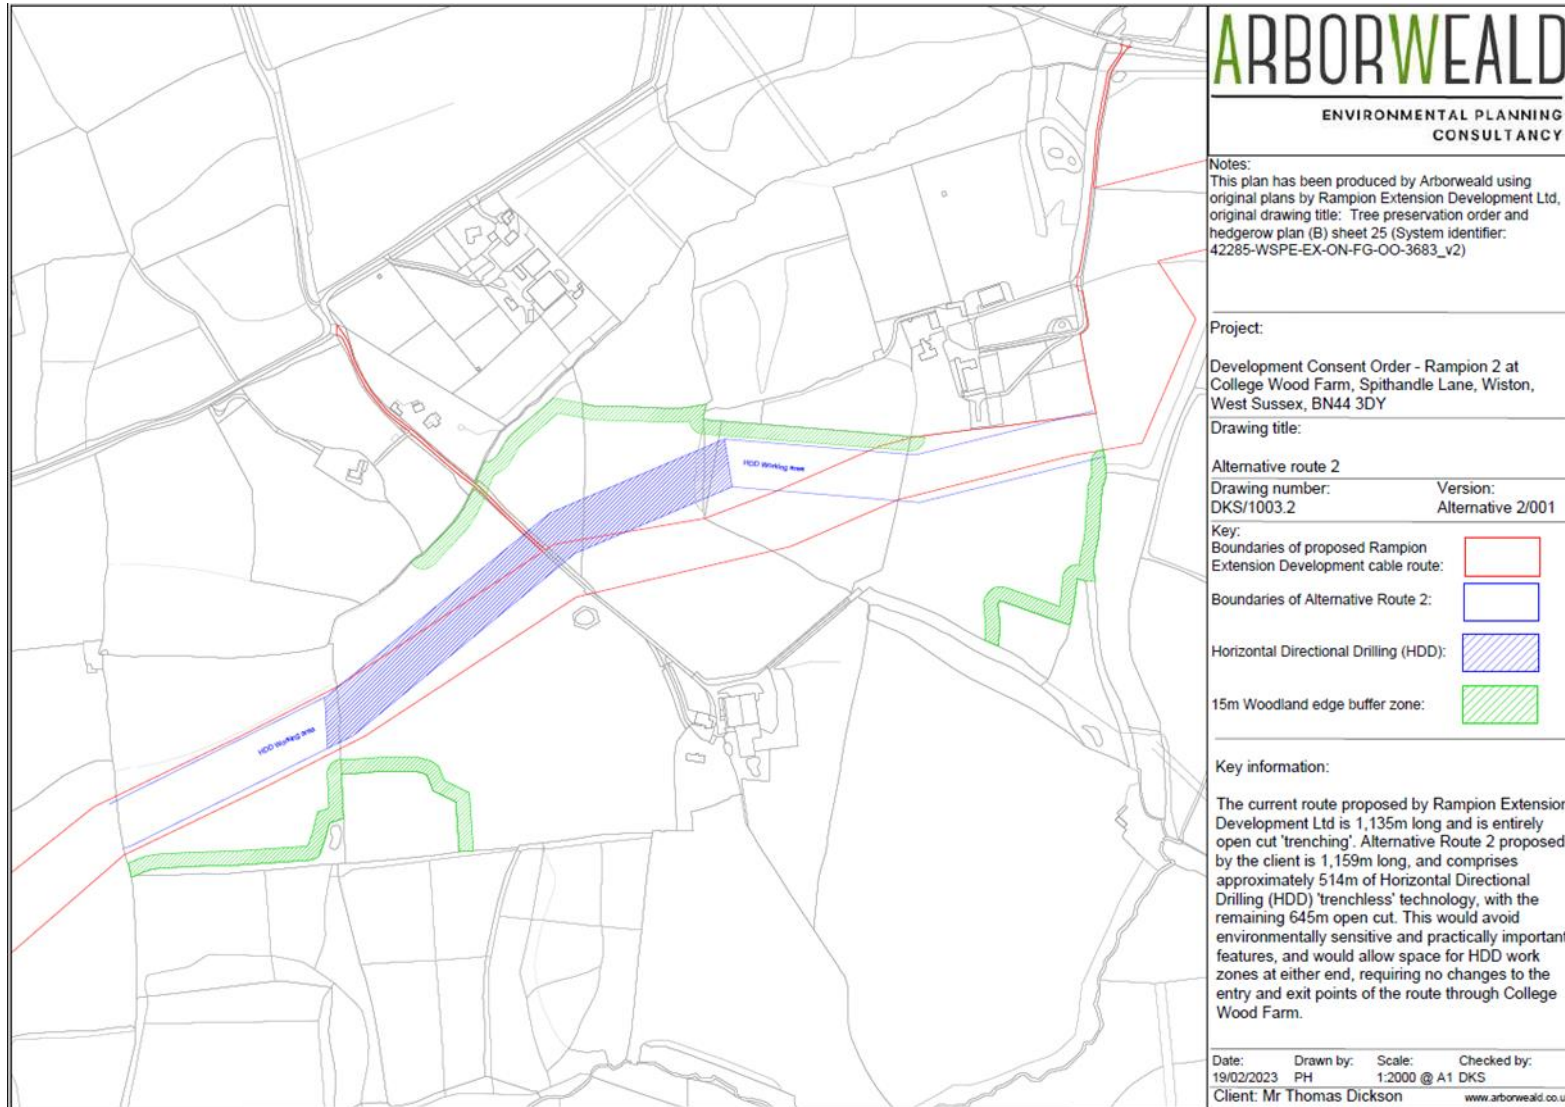 ARBORWEALD
ENVIRONMENTAL PLANNING
CONSULTANCY
Notes:
This plan has been produced by Arborweald using
original plans by Rampion Extension Development Ltd,
original drawing title: Tree preservation order and
hedgerow plan (B) sheet 25 (System identifier:
42285-WSPE-EX-ON-FG-OO-3683_v2)
Project:
Development Consent Order - Rampion 2 at
College Wood Farm, Spithandle Lane, Wiston,
West Sussex, BN44 3DY
Drawing title:
Alternative route 2
Drawing number: Version:
DKS/1003.2 Alternative 2/001
Key:
Boundaries of proposed Rampion
Extension Development cable route:
Boundaries of Alternative Route 2:
Horizontal Directional Drilling (HDD):
15m Woodland edge buffer zone:
Key information:
The current route proposed by Rampion Extension
Development Ltd is 1,135m long and is entirely
open cut 'trenching'. Alternative Route 2 proposed
by the client is 1,159m long, and comprises
approximately 514m of Horizontal Directional
Drilling (HDD) 'trenchless' technology, with the
remaining 645m open cut. This would avoid
environmentally sensitive and practically important
features, and would allow space for HDD work
zones at either end, requiring no changes to the
entry and exit points of the route through College
Wood Farm.
Date: Drawn by: Scale: Checked by:
19/02/2023 PH 1:2000 @ A1 DKS
Client: Mr Thomas Dickson www.arborweald.co.u
HDD Working area
HDD Working area